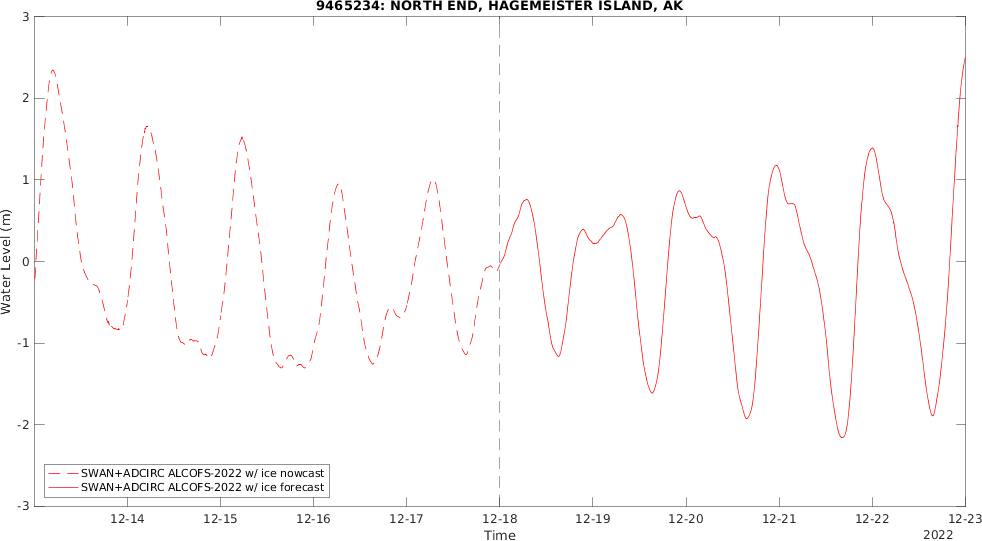 9465234: NORTH END, HAGEMEISTER ISLAND, AK
3
2
1
0
-1
-2
-3
Water Level (m)
SWAN+ADCIRC ALCOFS-2022 w/ ice nowcast
SWAN+ADCIRC ALCOFS-2022 w/ ice forecast
12-14 12-15 12-16 12-17 12-18 12-19 12-20 12-21 12-22 12-23
Time
2022